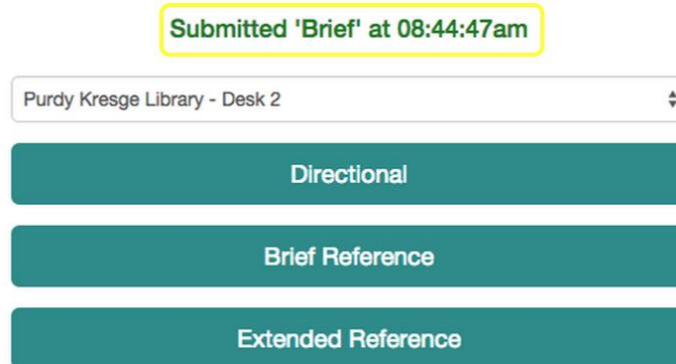 Submitted 'Brief' at 08:44:47am
Purdy Kresge Library - Desk 2
Directional
Brief Reference
Extended Reference